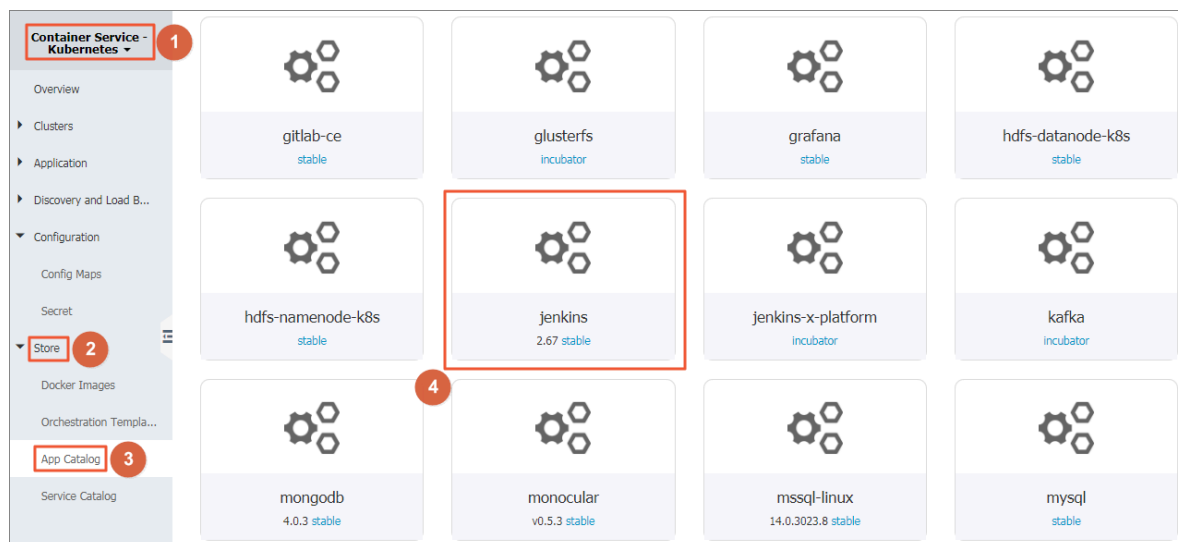 Container Service -
Kubernetes
1
Overview
Clusters
Application
Discovery and Load B...
Configuration
Config Maps
Secret
Store
2
Docker Images
Orchestration Templa...
App Catalog
3
Service Catalog
gitlab-ce
stable
glusterfs
incubator
grafana
stable
hdfs-datanode-k8s
stable
hdfs-namenode-k8s
stable
jenkins
2.67 stable
jenkins-x-platform
incubator
kafka
incubator
4
mongodb
4.0.3 stable
monocular
v0.5.3 stable
mssql-linux
14.0.3023.8 stable
mysql
stable